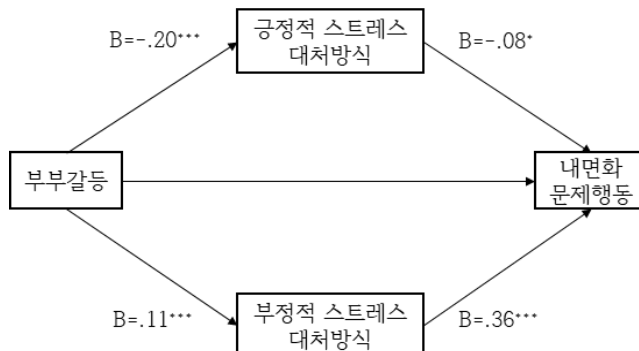 긍정적 스트레스
대처방식
B=-.20***
B=-.08*
부부갈등
내면화
문제행동
B=.11***
부정적 스트레스
대처방식
B=.36***